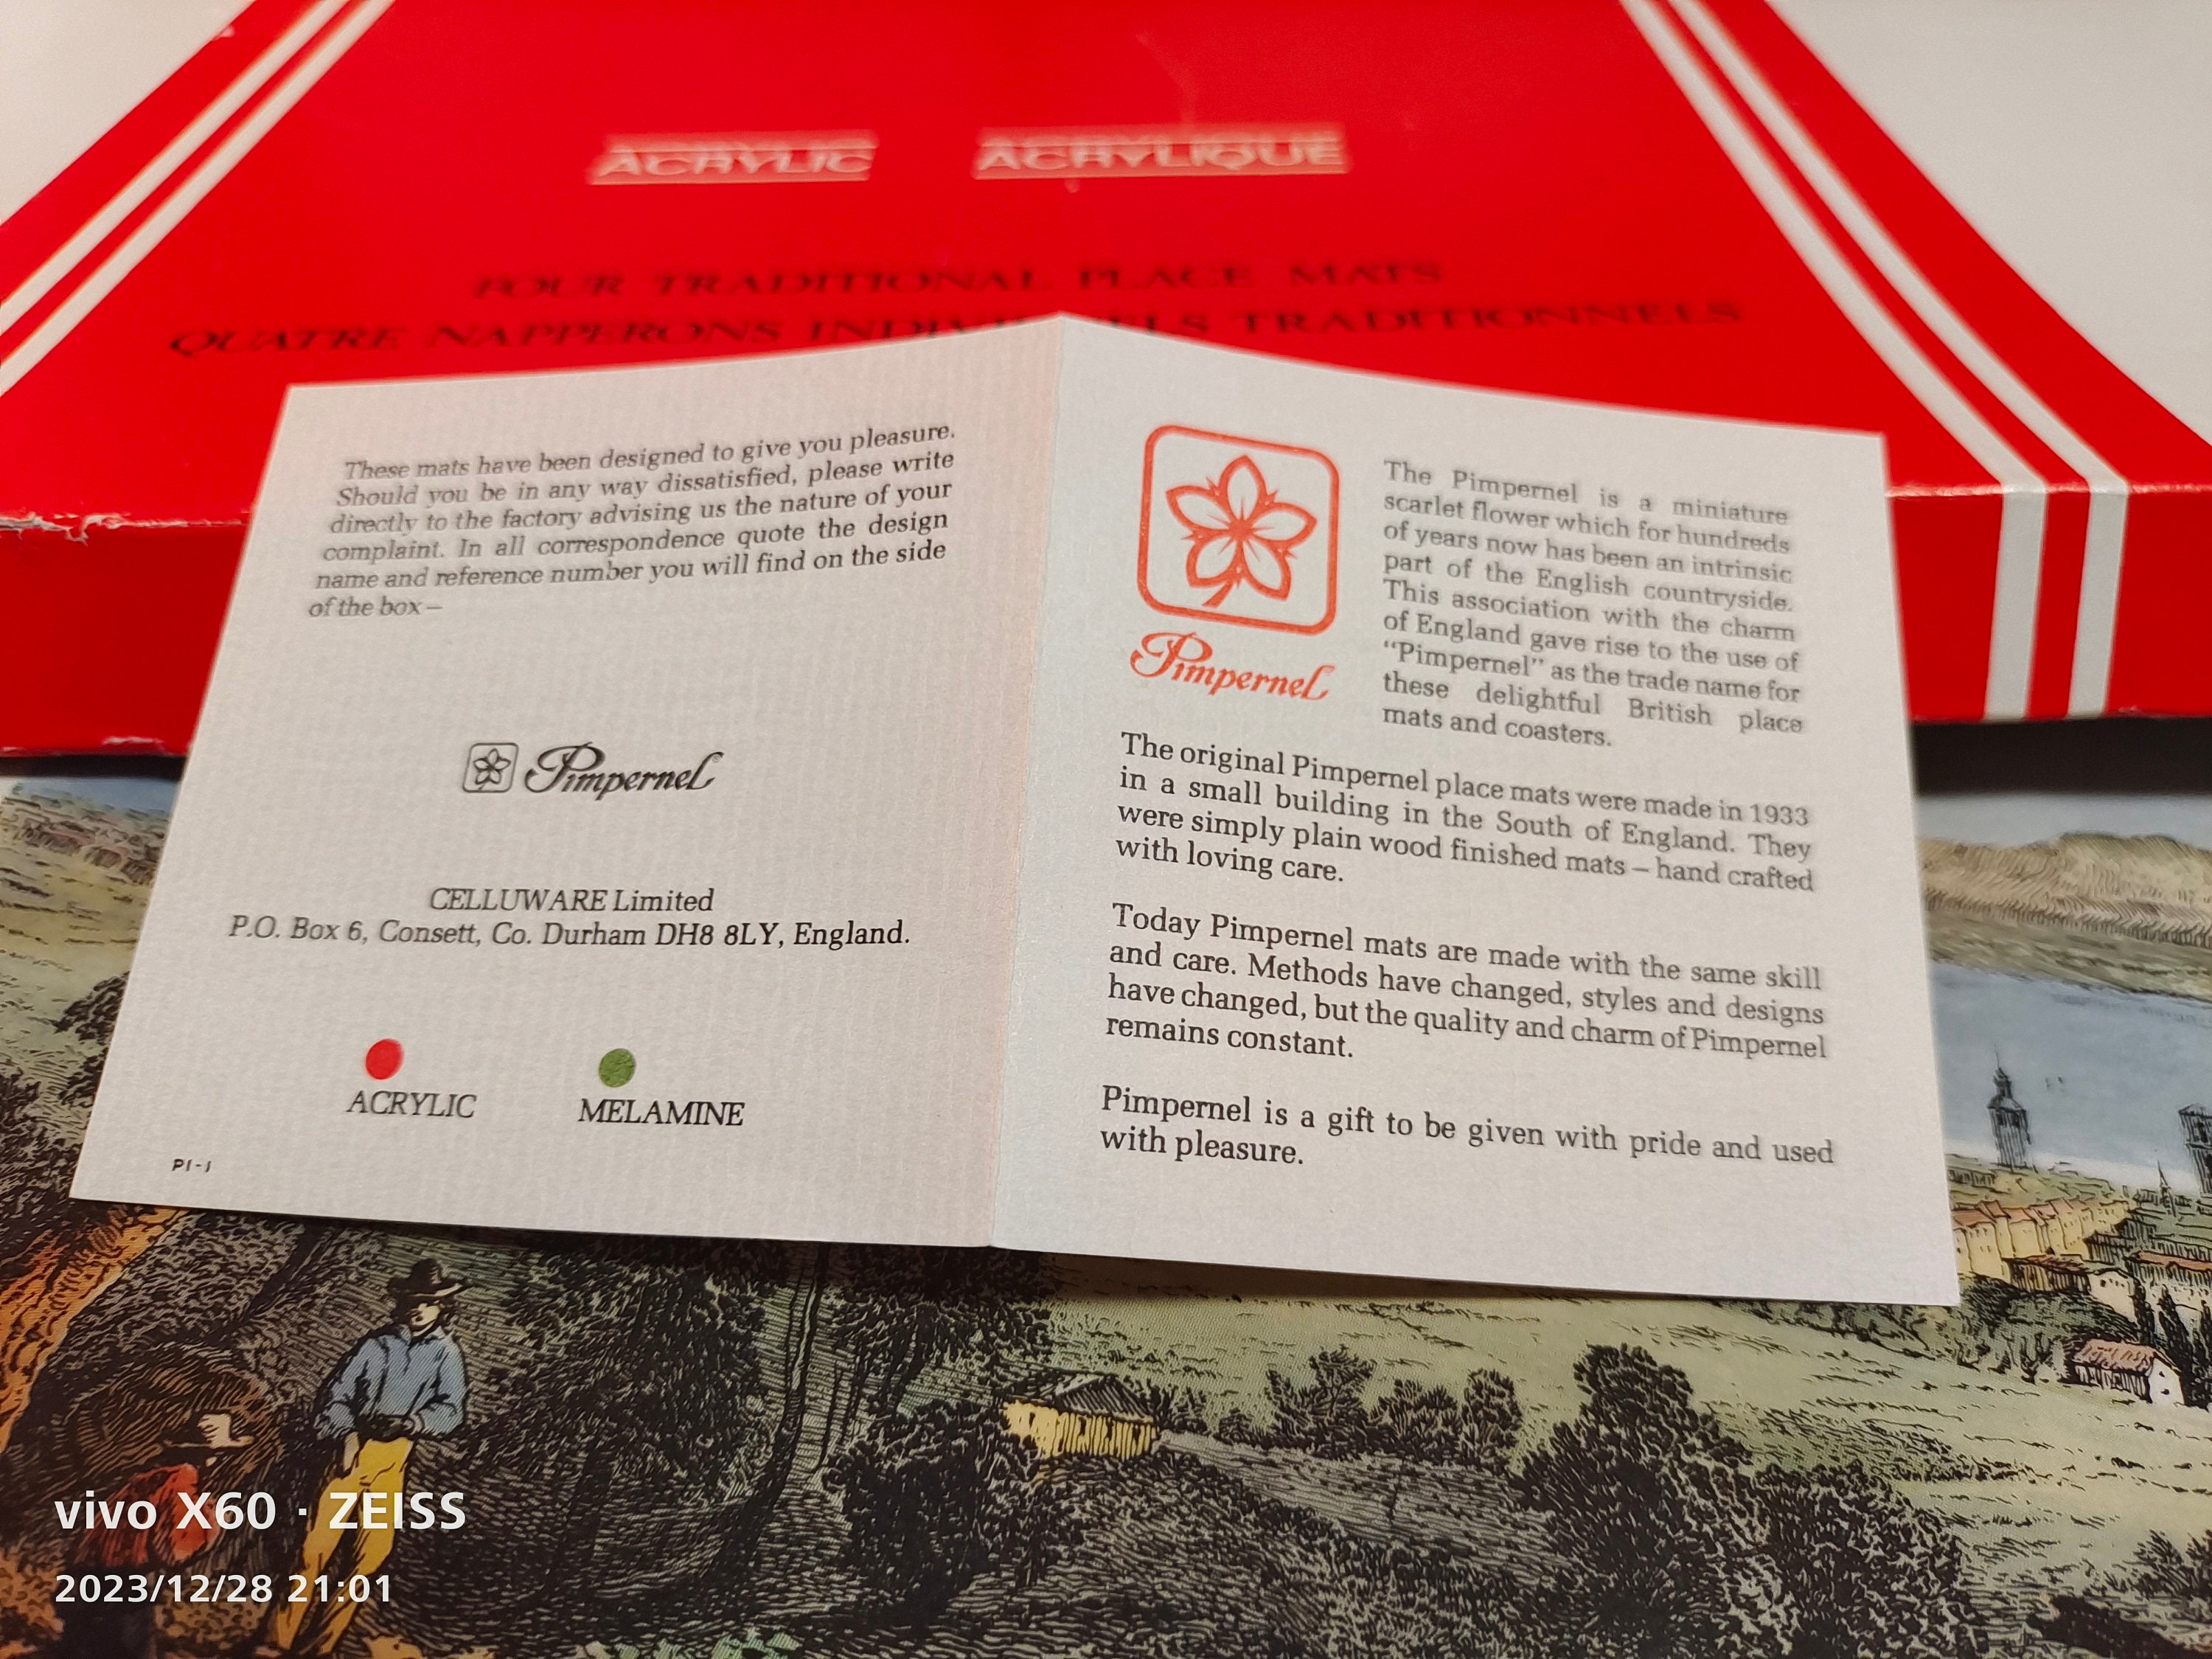 ACRYLIC ACRYLIQUE
FOUR TRADITIONAL PLACE MATS
QUATRE NAPPERONS TRADITIONNELS
These mats have been designed to give you pleasure.
Should you be in any way dissatisfied, please write
directly to the factory advising us the nature of your
complaint. In all correspondence quote the design
name and reference number you will find on the side
of the box –
Pimpernel
CELLUWARE Limited
P.O. Box 6, Consett, Co. Durham DH8 8LY, England.
ACRYLIC MELAMINE
P1-1
Pimpernel
The Pimpernel is a miniature
scarlet flower which for hundreds
of years now has been an intrinsic
part of the English countryside.
This association with the charm
of England gave rise to the use of
“Pimpernel” as the trade name for
these delightful British place
mats and coasters.
The original Pimpernel place mats were made in 1933
in a small building in the South of England. They
were simply plain wood finished mats – hand crafted
with loving care.
Today Pimpernel mats are made with the same skill
and care. Methods have changed, styles and designs
have changed, but the quality and charm of Pimpernel
remains constant.
Pimpernel is a gift to be given with pride and used
with pleasure.
vivo X60 · ZEISS
2023/12/28 21:01